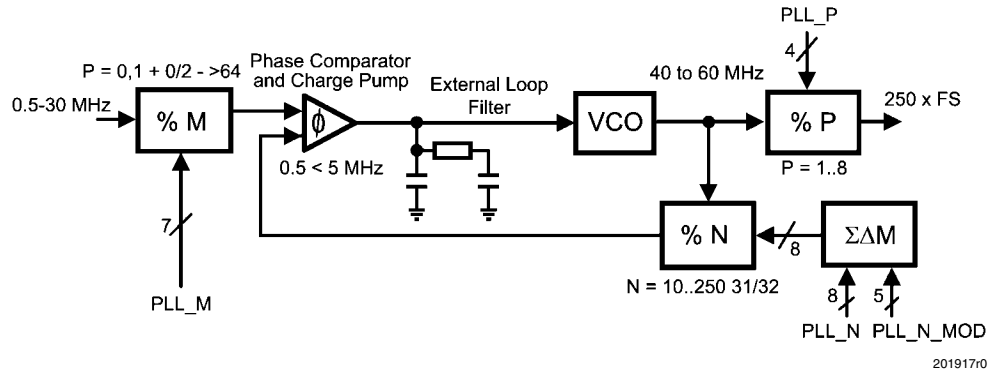 PLL_P
4
P = 0,1 + 0/2 - >64
Phase Comparator
and Charge Pump
External Loop
Filter
40 to 60 MHz
0.5-30 MHz
% M
ϕ
VCO
% P
250 x FS
0.5 < 5 MHz
P = 1..8
7
% N
8
ΣΔM
N = 10..250 31/32
8
5
PLL_M
PLL_N
PLL_N_MOD
201917r0